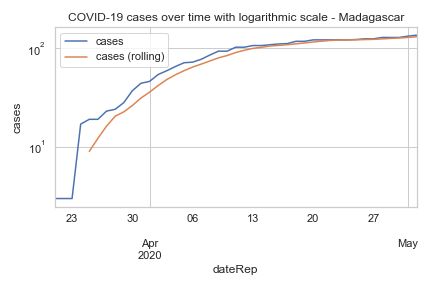 COVID-19 cases over time with logarithmic scale - Madagascar
cases
cases (rolling)
10²
10¹
cases
23
30
06
13
20
27
Apr
2020
May
dateRep